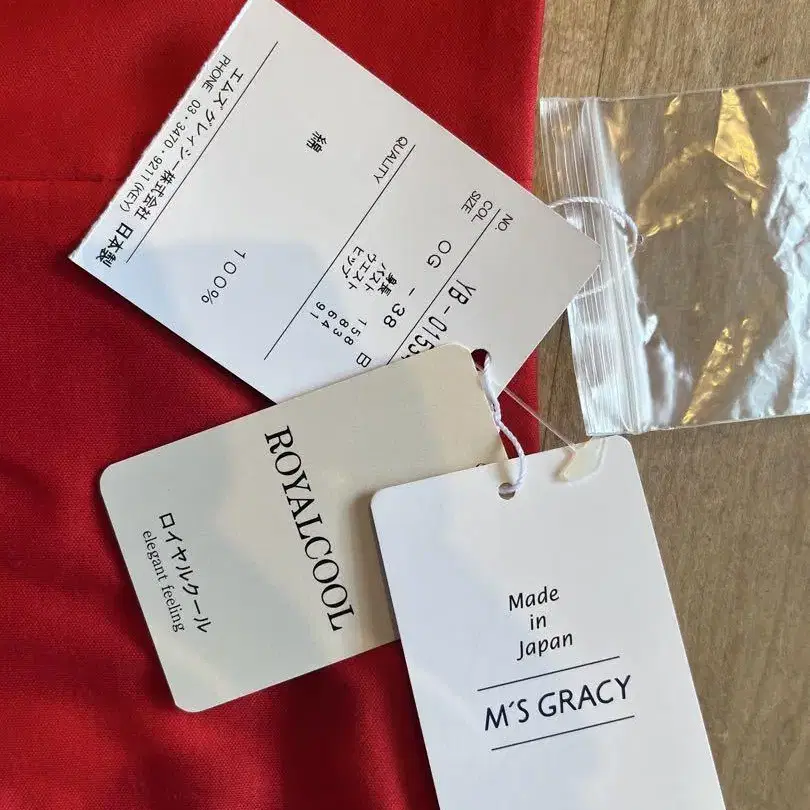 NO. YB-015
COL OG
SIZE -38
身長 158
バスト 83
ウエスト 64
ヒップ 91
QUALITY
綿 100%
エムズグレイシー株式会社 日本製
PHONE 03・3470・9211(KEY)
ROYALCOOL
ロイヤルクール
elegant feeling
Made
in
Japan
M'S GRACY